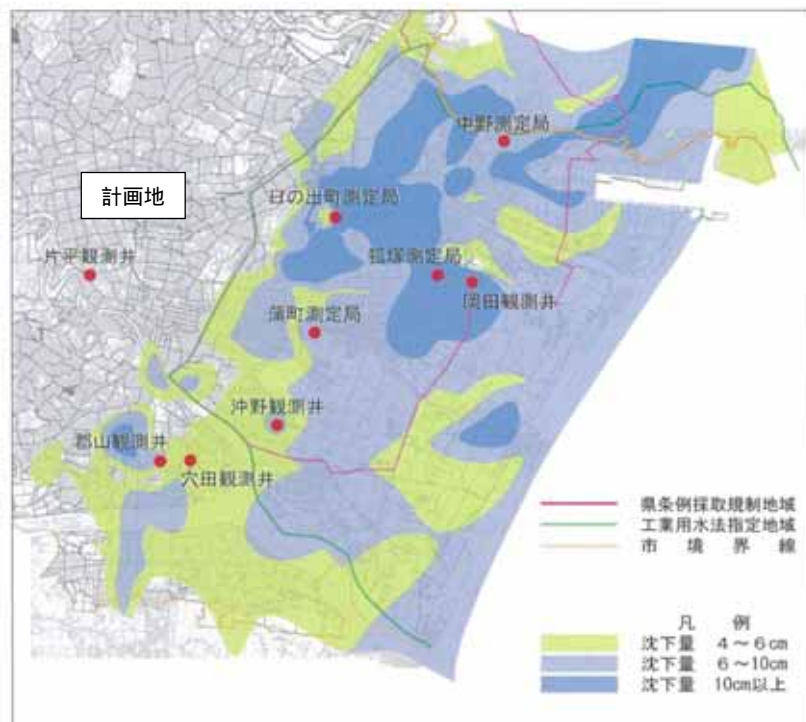 中野測定局
計画地
日の出町測定局
片平観測井
狐塚測定局
岡田観測井
蒲町測定局
沖野観測井
郡山観測井
穴田観測井
県条例採取規制地域
工業用水法指定地域
市境界線
凡例
沈下量 4~6cm
沈下量 6~10cm
沈下量 10cm以上